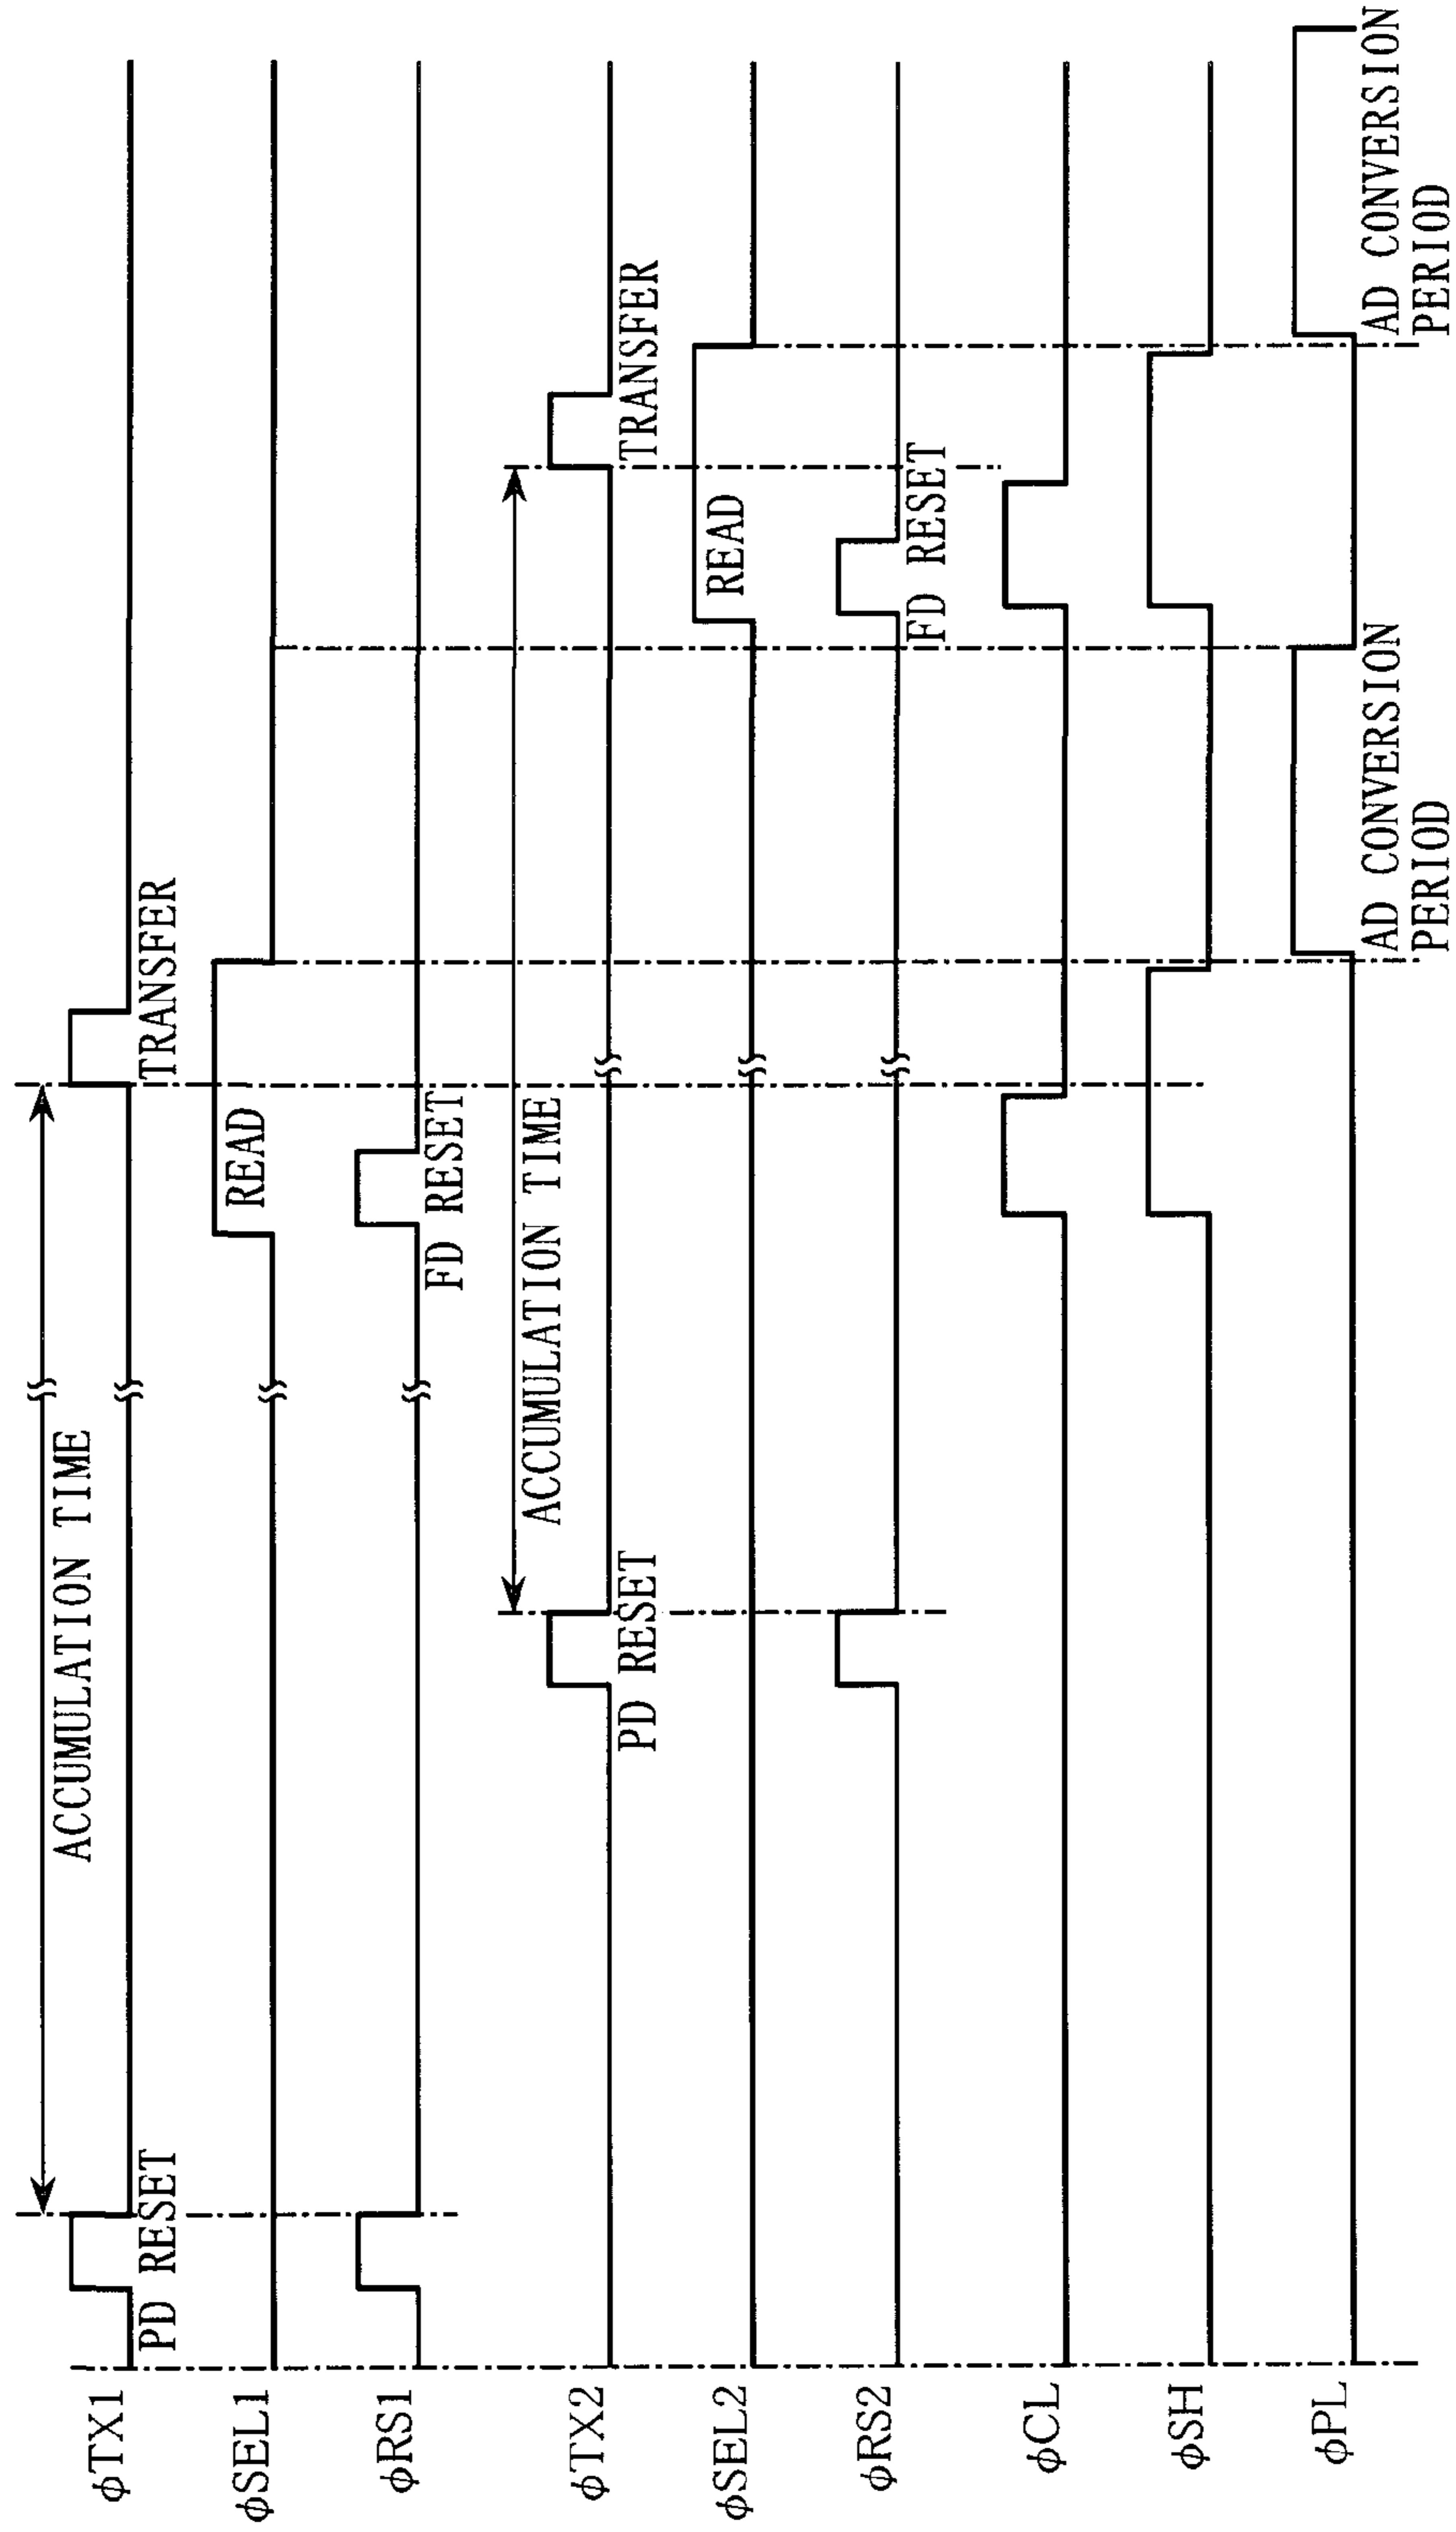 ACCUMULATION TIME
φTX1
PD RESET
TRANSFER
φSEL1
READ
φRS1
FD RESET
ACCUMULATION TIME
φTX2
PD RESET
TRANSFER
φSEL2
READ
φRS2
FD RESET
φCL
φSH
φPL
AD CONVERSION
PERIOD
AD CONVERSION
PERIOD